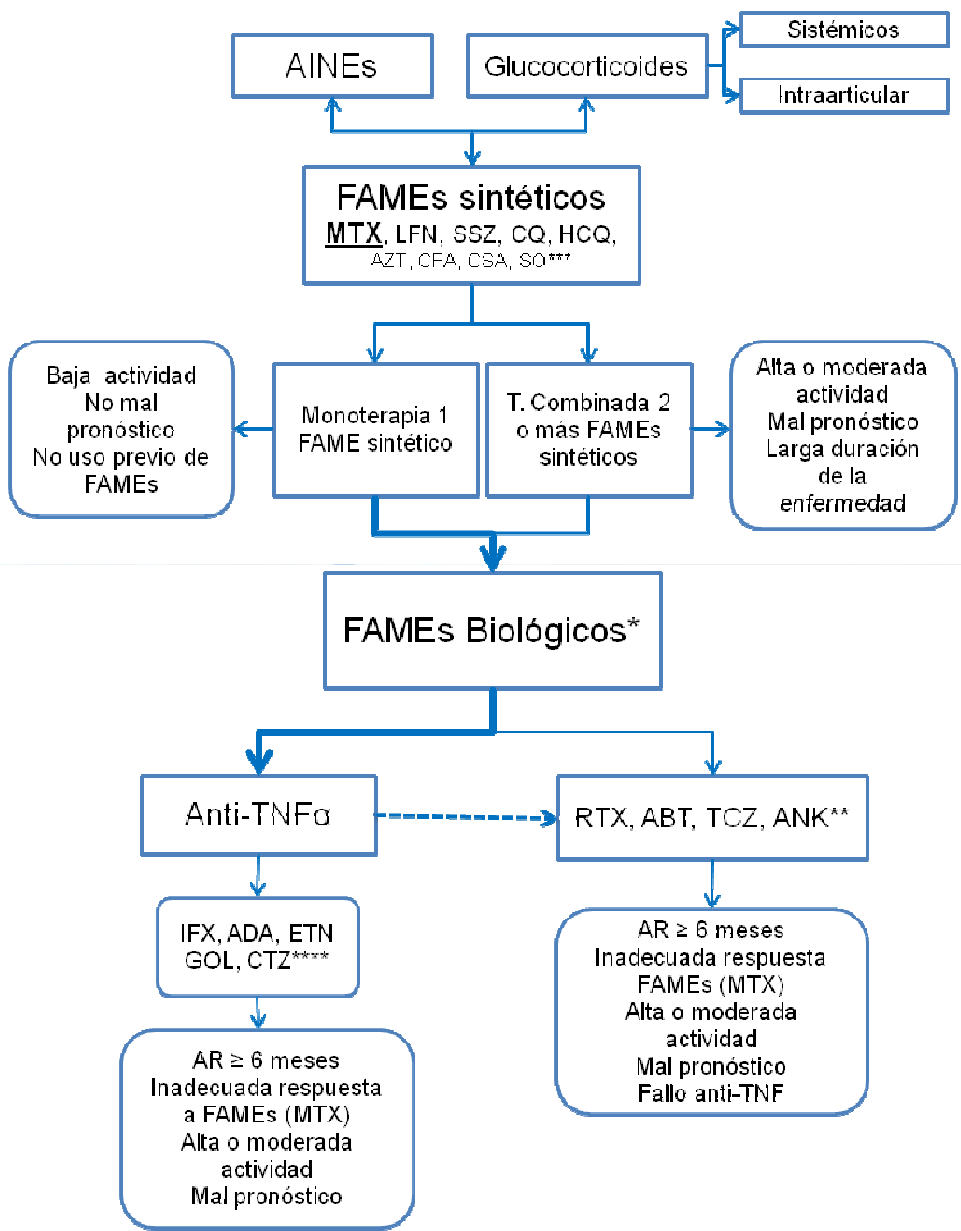 Sistémicos
AINEs
Glucocorticoides
Intraarticular
FAMEs sintéticos
MTX, LFN, SSZ, CQ, HCQ,
AZT, CFA, CSA, SO***
Baja actividad
No mal
pronóstico
No uso previo de
FAMEs
Monoterapia 1
FAME sintético
T. Combinada 2
o más FAMEs
sintéticos
Alta o moderada
actividad
Mal pronóstico
Larga duración
de la
enfermedad
FAMEs Biológicos*
Anti-TNFα
RTX, ABT, TCZ, ANK**
IFX, ADA, ETN
GOL, CTZ****
AR ≥ 6 meses
Inadecuada respuesta
a FAMEs (MTX)
Alta o moderada
actividad
Mal pronóstico
AR ≥ 6 meses
Inadecuada respuesta
FAMEs (MTX)
Alta o moderada
actividad
Mal pronóstico
Fallo anti-TNF